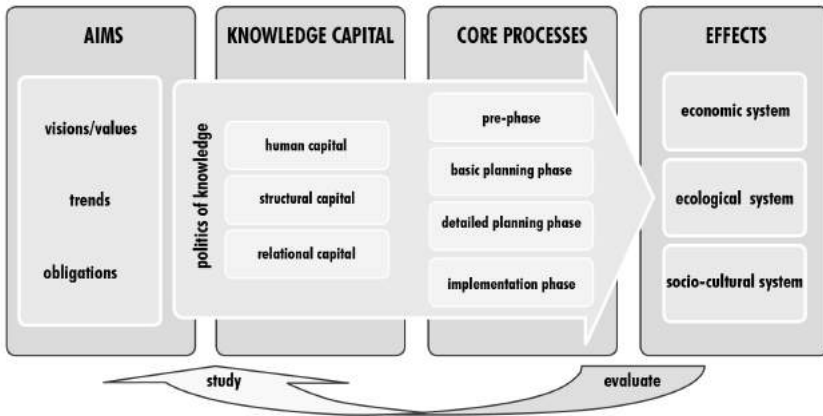 AIMS
KNOWLEDGE CAPITAL
CORE PROCESSES
EFFECTS
visions/values
trends
obligations
politics of knowledge
human capital
structural capital
relational capital
pre-phase
basic planning phase
detailed planning phase
implementation phase
economic system
ecological system
socio-cultural system
study
evaluate